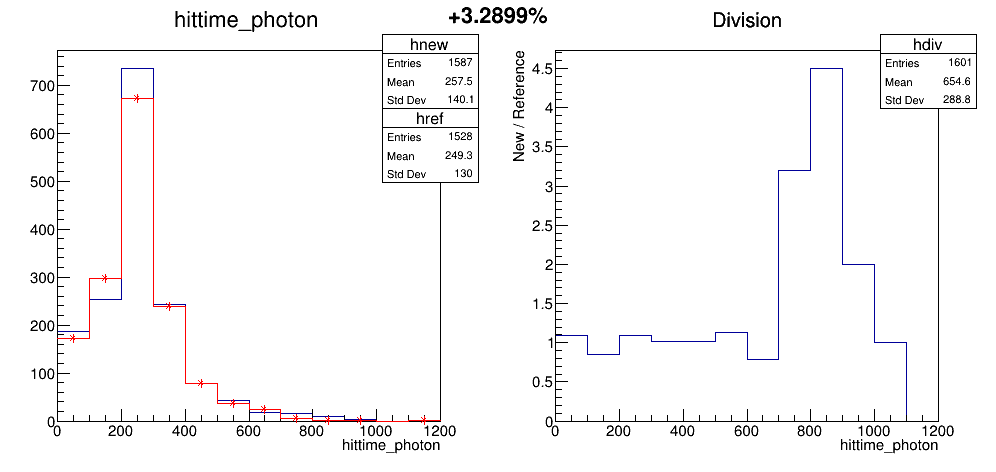 +3.2899%
hittime_photon
hnew
Entries 1587
Mean 257.5
Std Dev 140.1
href
Entries 1528
Mean 249.3
Std Dev 130
700
600
500
400
300
200
100
0
0 200 400 600 800 1000 1200
hittime_photon
Division
hdiv
Entries 1601
Mean 654.6
Std Dev 288.8
New / Reference
4.5
4
3.5
3
2.5
2
1.5
1
0.5
0
0 200 400 600 800 1000 1200
hittime_photon